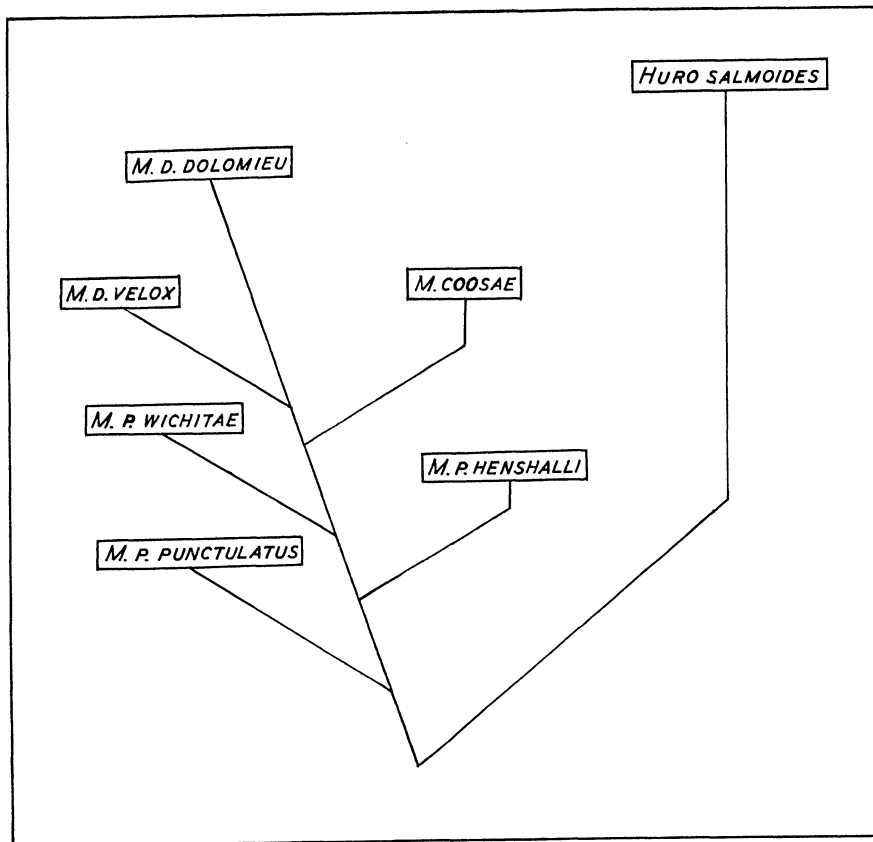 HURO SALMOIDES
M. D. DOLOMIEU
M. D. VELOX
M. COOSAE
M. P. WICHITAE
M. P. HENSHALLI
M. P. PUNCTULATUS